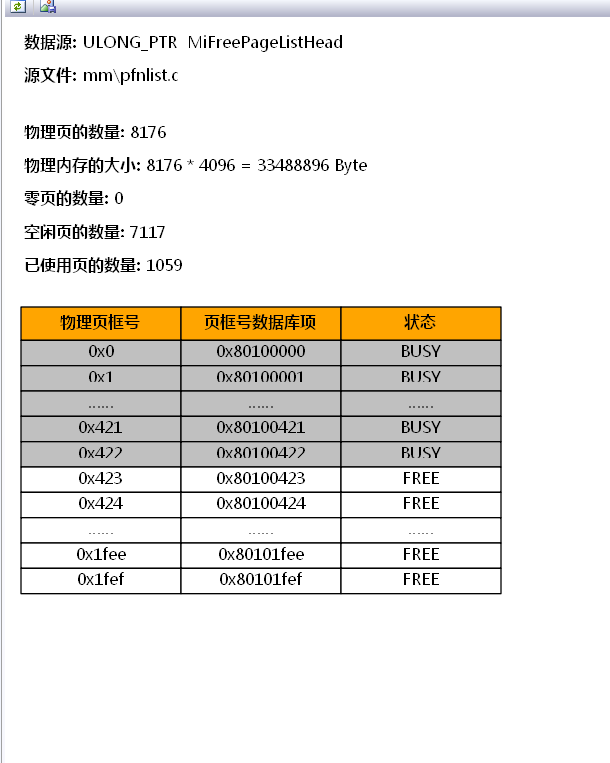 数据源: ULONG_PTR MiFreePageListHead
源文件: mm\pfnlist.c
物理页的数量: 8176
物理内存的大小: 8176 * 4096 = 33488896 Byte
零页的数量: 0
空闲页的数量: 7117
已使用页的数量: 1059
物理页框号 页框号数据库项 状态
0x0 0x80100000 BUSY
0x1 0x80100001 BUSY
...... ...... ......
0x421 0x80100421 BUSY
0x422 0x80100422 BUSY
0x423 0x80100423 FREE
0x424 0x80100424 FREE
...... ...... ......
0x1fee 0x80101fee FREE
0x1fef 0x80101fef FREE